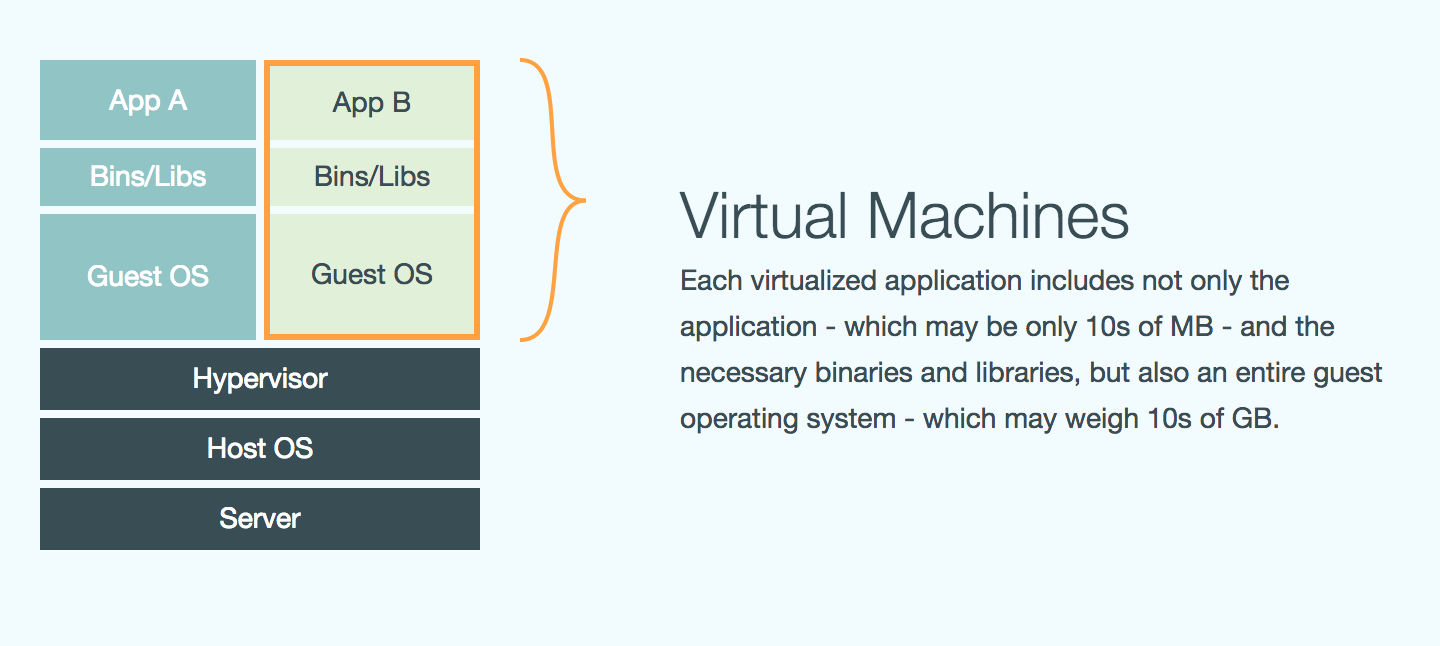 App A
App B
Bins/Libs
Bins/Libs
Guest OS
Guest OS
Hypervisor
Host OS
Server
Virtual Machines
Each virtualized application includes not only the
application - which may be only 10s of MB - and the
necessary binaries and libraries, but also an entire guest
operating system - which may weigh 10s of GB.